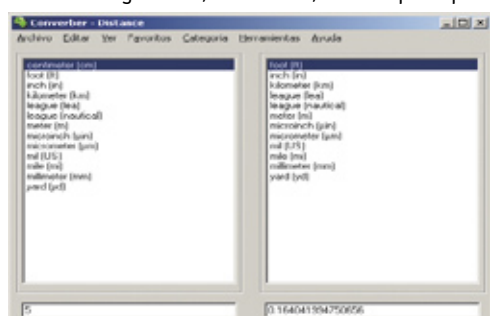 Converber - Distance
Archivo Editar Ver Favoritos Categoria Herramientas Ayuda
centimeter (cm)
foot (ft)
inch (in)
kilometer (km)
league (lea)
league (nautical)
meter (m)
microinch (µin)
micrometer (µm)
mil (US)
mile (mi)
millimeter (mm)
yard (yd)
foot (ft)
inch (in)
kilometer (km)
league (lea)
league (nautical)
meter (m)
microinch (µin)
micrometer (µm)
mil (US)
mile (mi)
millimeter (mm)
yard (yd)
5
0.164041994750656